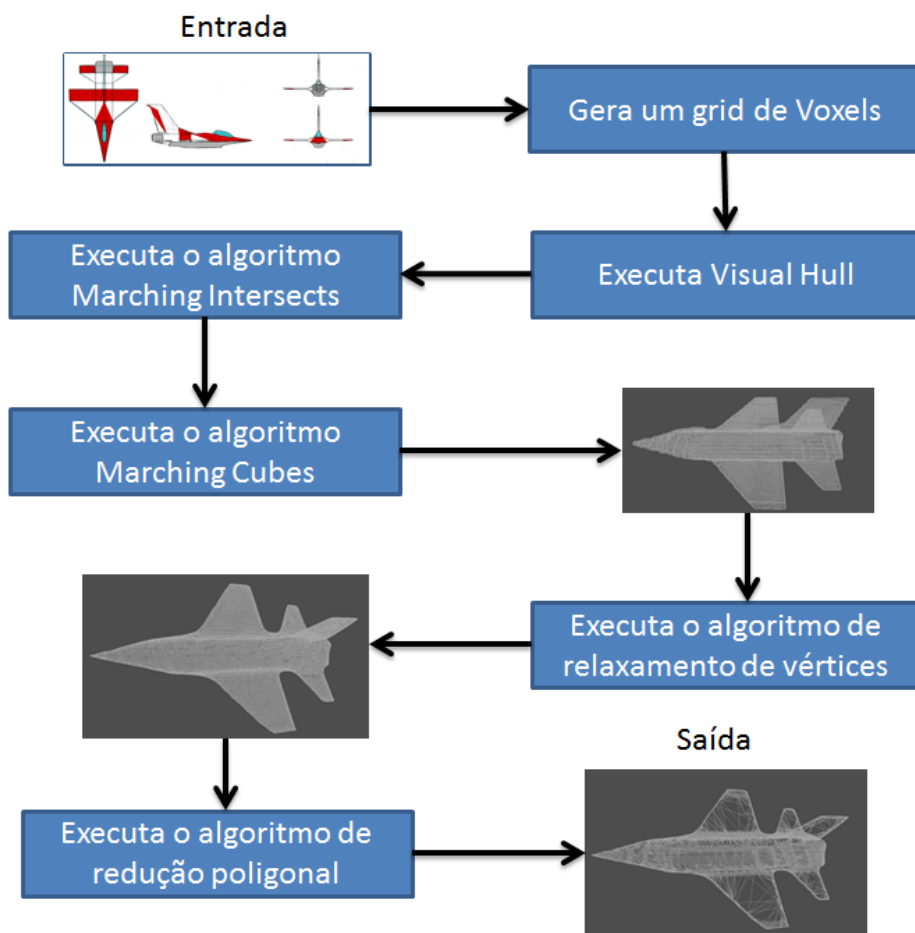 Entrada
Gera um grid de Voxels
Executa o algoritmo
Marching Intersects
Executa Visual Hull
Executa o algoritmo
Marching Cubes
Executa o algoritmo de
relaxamento de vértices
Saída
Executa o algoritmo de
redução poligonal